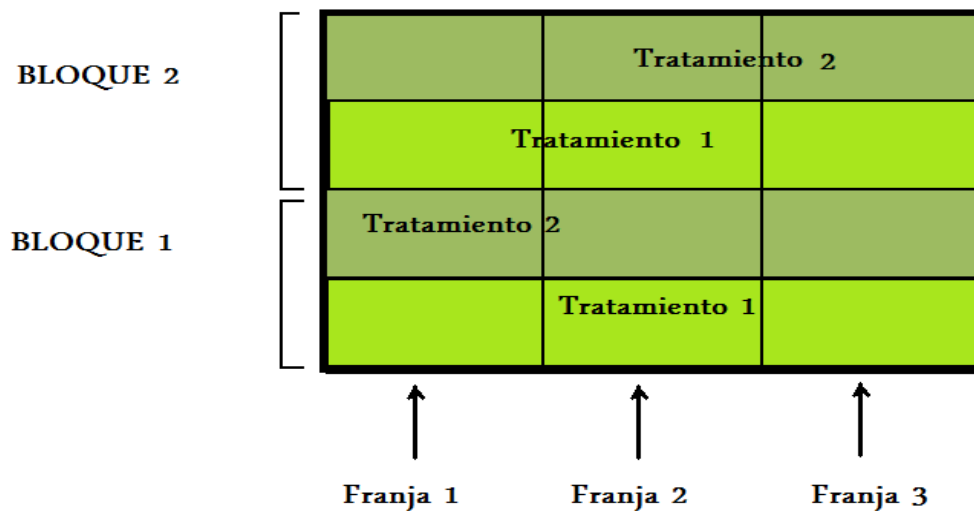 Tratamiento 2
BLOQUE 2
Tratamiento 1
Tratamiento 2
BLOQUE 1
Tratamiento 1
Franja 1
Franja 2
Franja 3